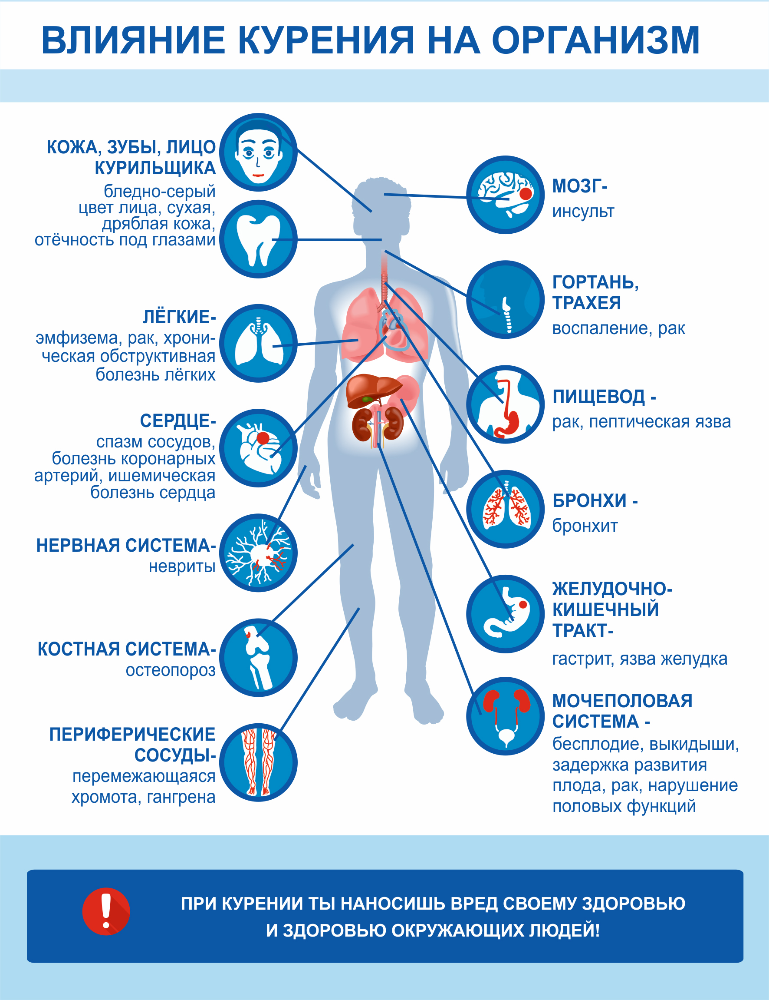 ВЛИЯНИЕ КУРЕНИЯ НА ОРГАНИЗМ
КОЖА, ЗУБЫ, ЛИЦО
КУРИЛЬЩИКА
бледно-серый
цвет лица, сухая,
дряблая кожа,
отёчность под глазами
ЛЁГКИЕ-
эмфизема, рак, хрони-
ческая обструктивная
болезнь лёгких
СЕРДЦЕ-
спазм сосудов,
болезнь коронарных
артерий, ишемическая
болезнь сердца
НЕРВНАЯ СИСТЕМА-
невриты
КОСТНАЯ СИСТЕМА-
остеопороз
ПЕРИФЕРИЧЕСКИЕ
СОСУДЫ-
перемежающаяся
хромота, гангрена
МОЗГ-
инсульт
ГОРТАНЬ,
ТРАХЕЯ
воспаление, рак
ПИЩЕВОД -
рак, пептическая язва
БРОНХИ -
бронхит
ЖЕЛУДОЧНО-
КИШЕЧНЫЙ
ТРАКТ-
гастрит, язва желудка
МОЧЕПОЛОВАЯ
СИСТЕМА -
бесплодие, выкидыши,
задержка развития
плода, рак, нарушение
половых функций
ПРИ КУРЕНИИ ТЫ НАНОСИШЬ ВРЕД СВОЕМУ ЗДОРОВЬЮ
И ЗДОРОВЬЮ ОКРУЖАЮЩИХ ЛЮДЕЙ!